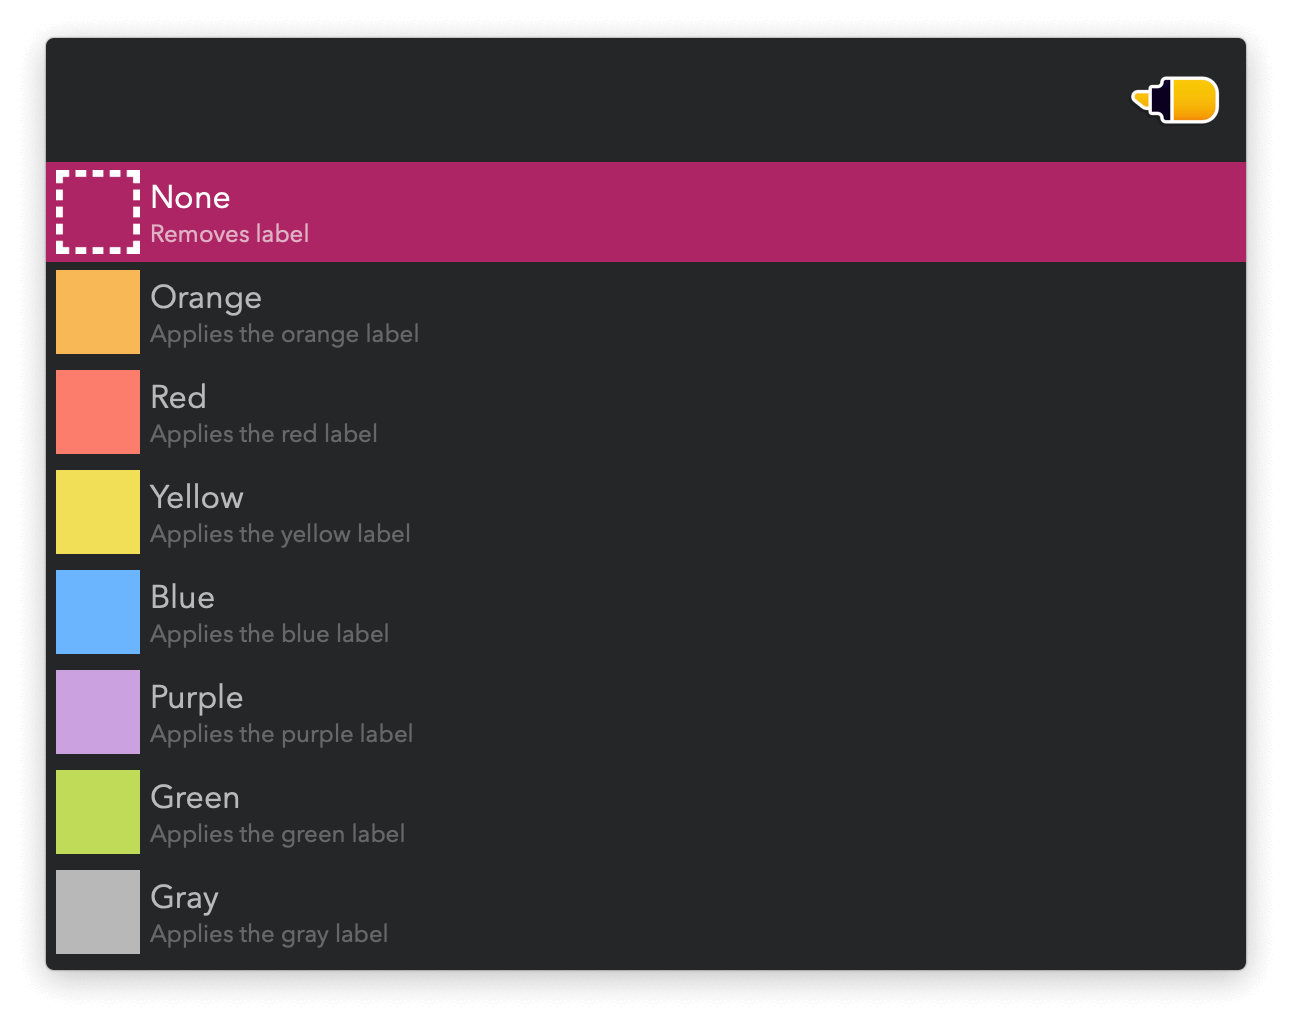 None
Removes label
Orange
Applies the orange label
Red
Applies the red label
Yellow
Applies the yellow label
Blue
Applies the blue label
Purple
Applies the purple label
Green
Applies the green label
Gray
Applies the gray label